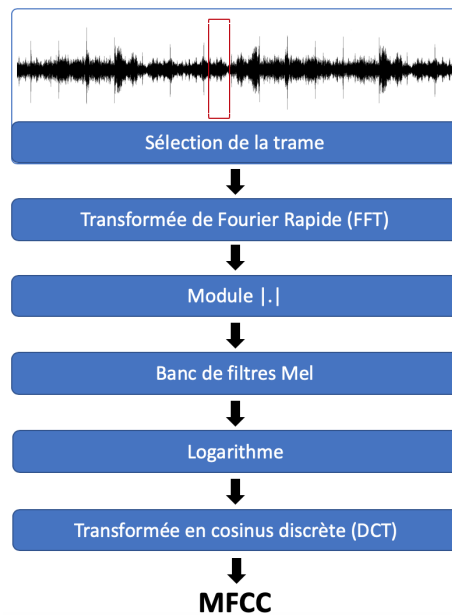 Sélection de la trame
Transformée de Fourier Rapide (FFT)
Module |.|
Banc de filtres Mel
Logarithme
Transformée en cosinus discrète (DCT)
MFCC